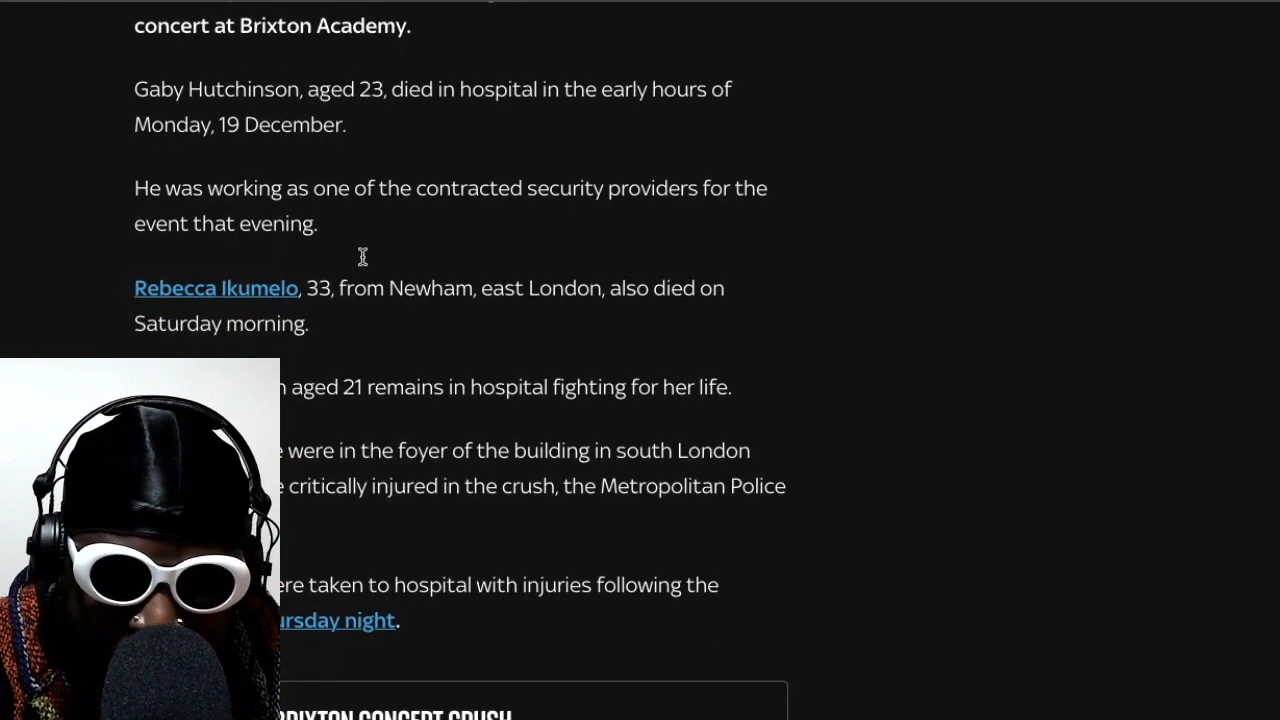 concert at Brixton Academy.
Gaby Hutchinson, aged 23, died in hospital in the early hours of
Monday, 19 December.
He was working as one of the contracted security providers for the
event that evening.
Rebecca Ikumelo, 33, from Newham, east London, also died on
Saturday morning.
aged 21 remains in hospital fighting for her life.
were in the foyer of the building in south London
critically injured in the crush, the Metropolitan Police
taken to hospital with injuries following the
night.
BRIXTON CONCERT CRUSH